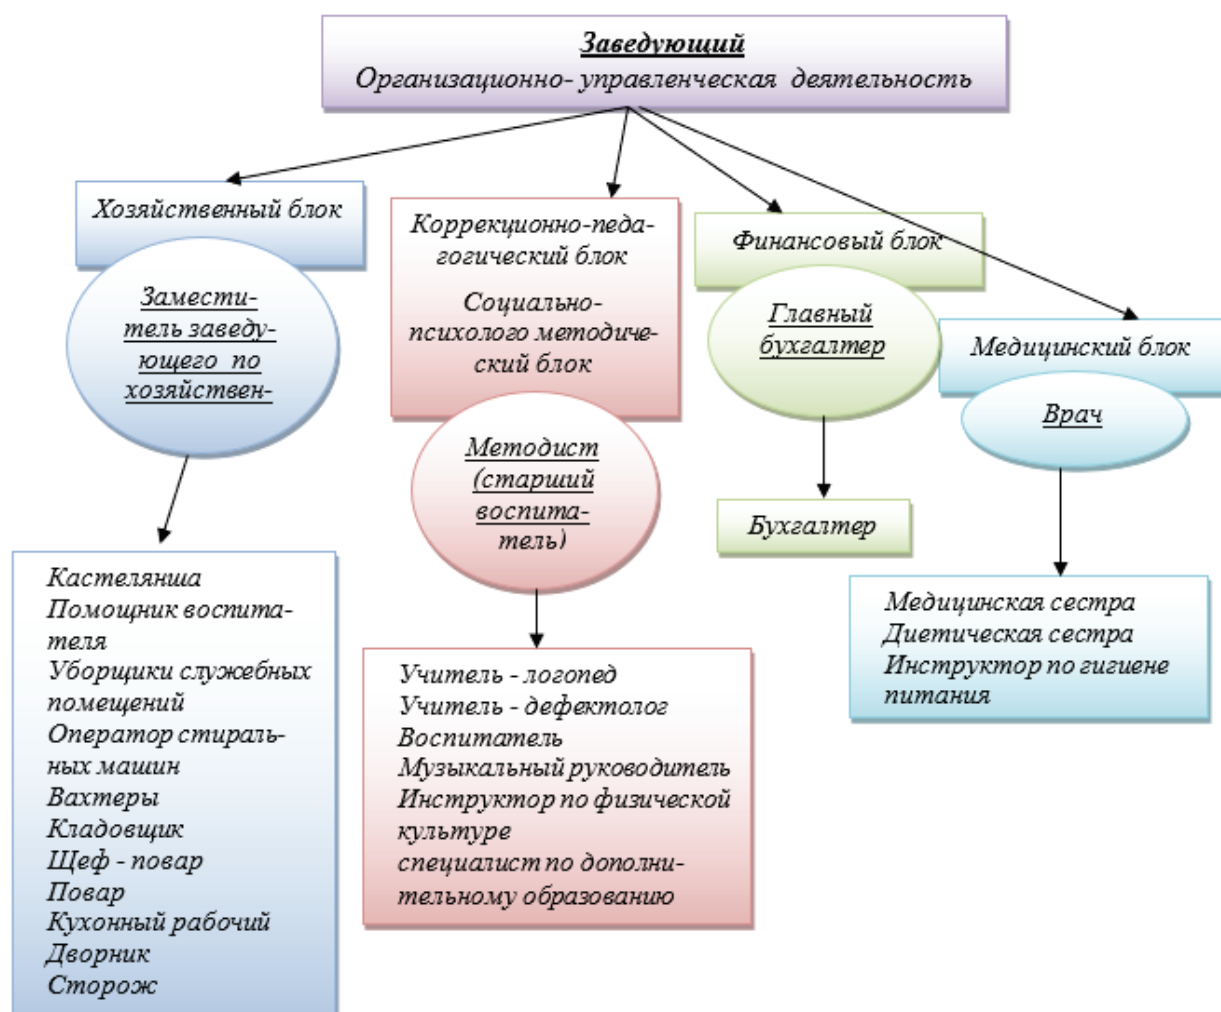 Заведующий
Организационно- управленческая деятельность
Хозяйственный блок
Замести-
тель заведу-
ющего по
хозяйствен-
Коррекционно-педа-
гогический блок
Социально-
психолого методиче-
ский блок
Методист
(старший
воспита-
тель)
Финансовый блок
Главный
бухгалтер
Медицинский блок
Врач
Бухгалтер
Кастелянша
Помощник воспита-
теля
Уборщики служебных
помещений
Оператор стираль-
ных машин
Вахтеры
Кладовщик
Щеф - повар
Повар
Кухонный рабочий
Дворник
Сторож
Учитель - логопед
Учитель - дефектолог
Воспитатель
Музыкальный руководитель
Инструктор по физической
культуре
специалист по дополни-
тельному образованию
Медицинская сестра
Диетическая сестра
Инструктор по гигиене
питания